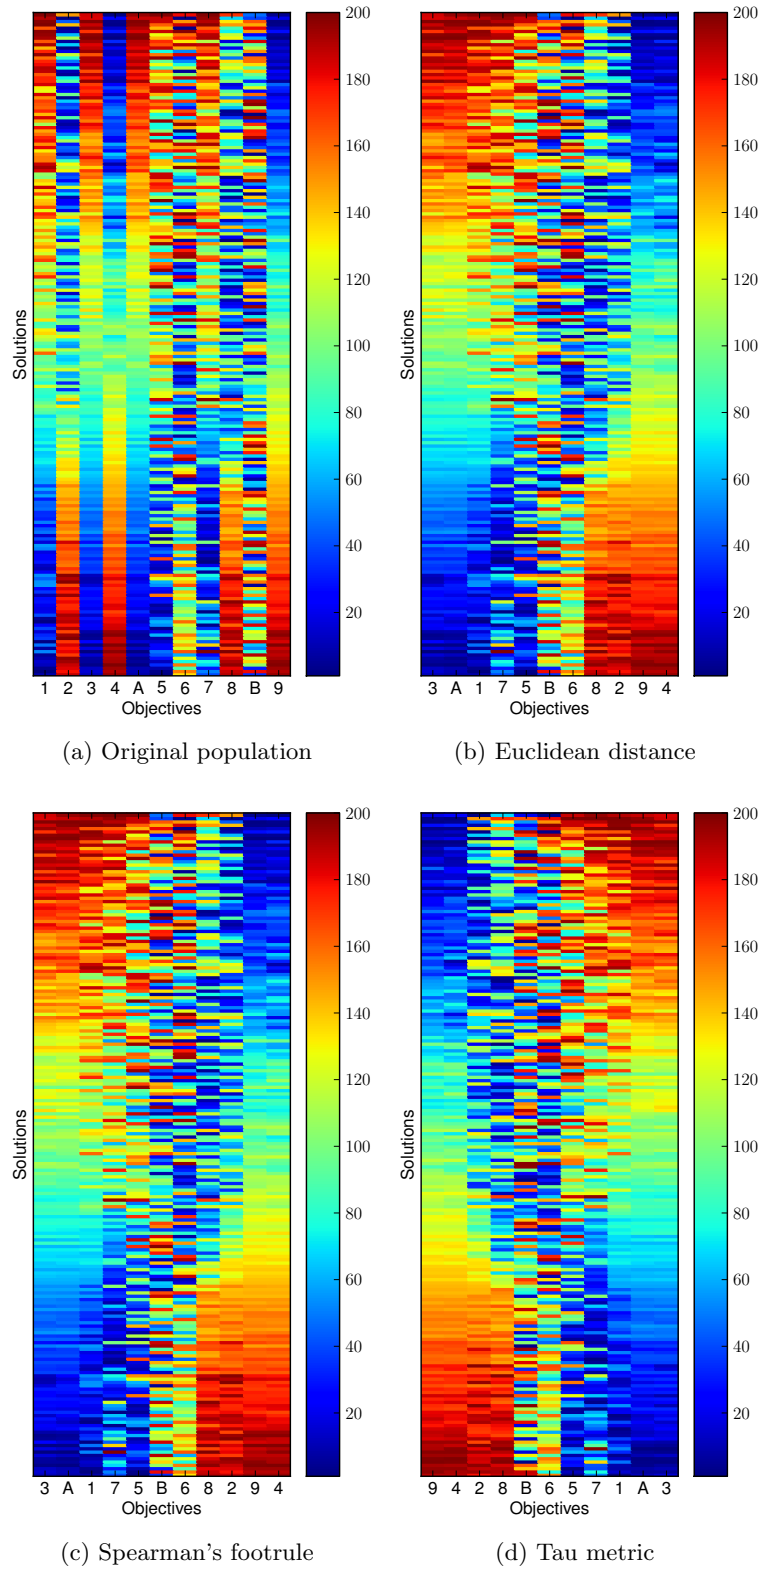 200
180
160
140
120
100
80
60
40
20
Solutions
1 2 3 4 A 5 6 7 8 B 9
Objectives
(a) Original population
200
180
160
140
120
100
80
60
40
20
Solutions
3 A 1 7 5 B 6 8 2 9 4
Objectives
(b) Euclidean distance
200
180
160
140
120
100
80
60
40
20
Solutions
3 A 1 7 5 B 6 8 2 9 4
Objectives
(c) Spearman's footrule
200
180
160
140
120
100
80
60
40
20
Solutions
9 4 2 8 B 6 5 7 1 A 3
Objectives
(d) Tau metric